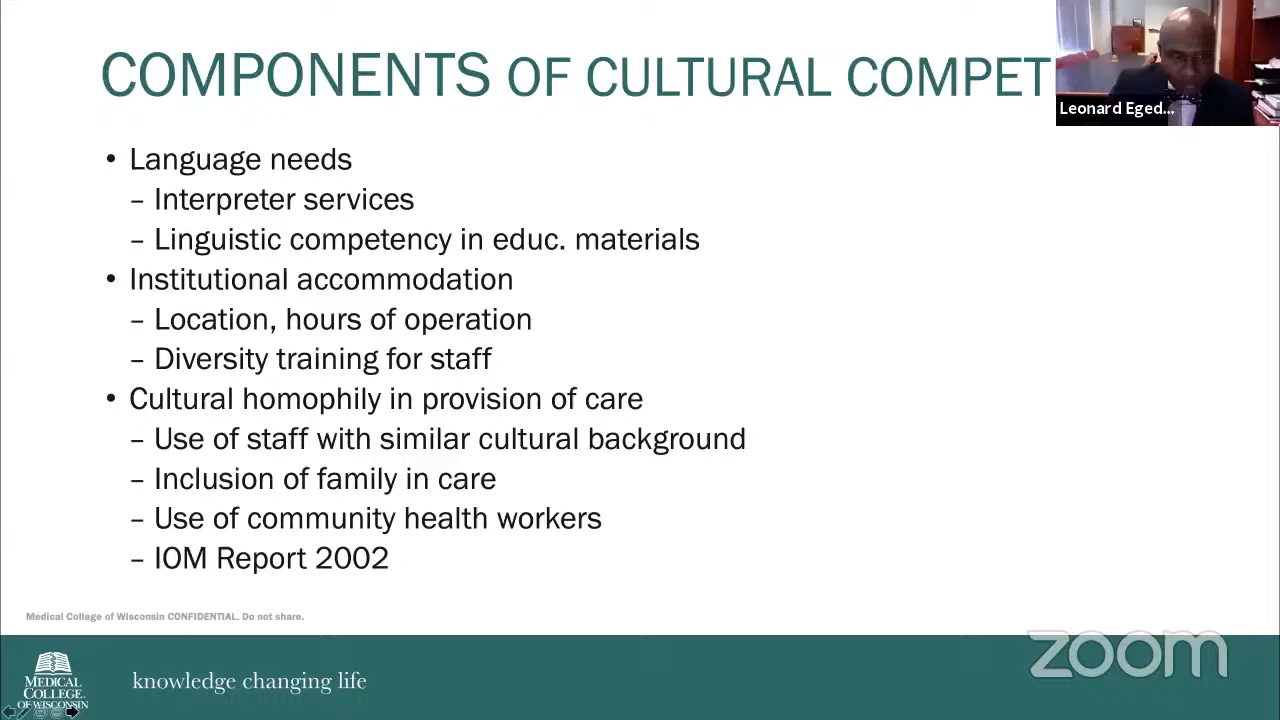 COMPONENTS OF CULTURAL COMPET
Leonard Eged...
• Language needs
– Interpreter services
– Linguistic competency in educ. materials
• Institutional accommodation
– Location, hours of operation
– Diversity training for staff
• Cultural homophily in provision of care
– Use of staff with similar cultural background
– Inclusion of family in care
– Use of community health workers
– IOM Report 2002
Medical College of Wisconsin CONFIDENTIAL. Do not share.
zoom
MEDICAL
COLLEGE
OF WISCONSIN
knowledge changing life